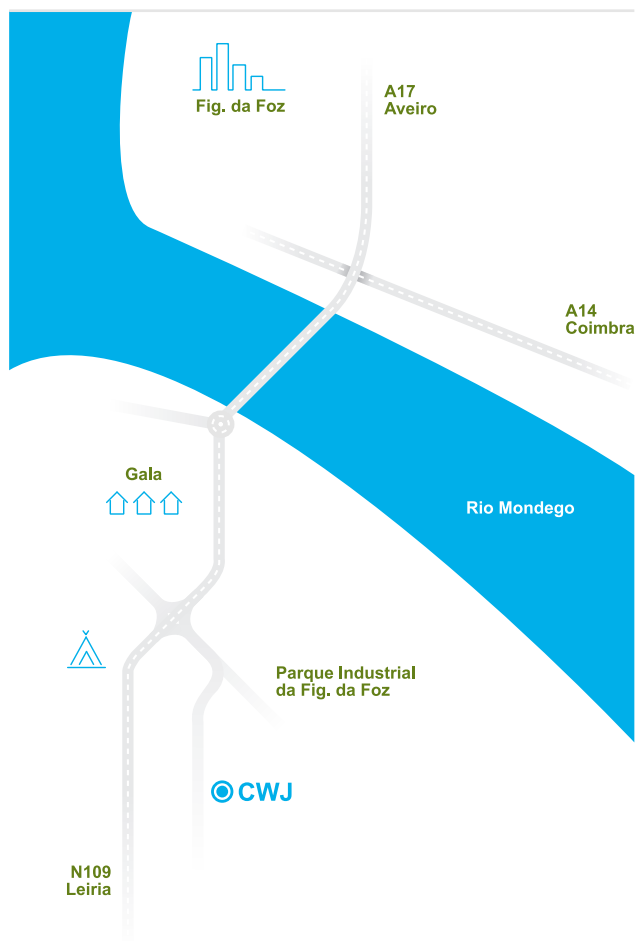 Fig. da Foz
A17
Aveiro
A14
Coimbra
Gala
Rio Mondego
Parque Industrial
da Fig. da Foz
CWJ
N109
Leiria